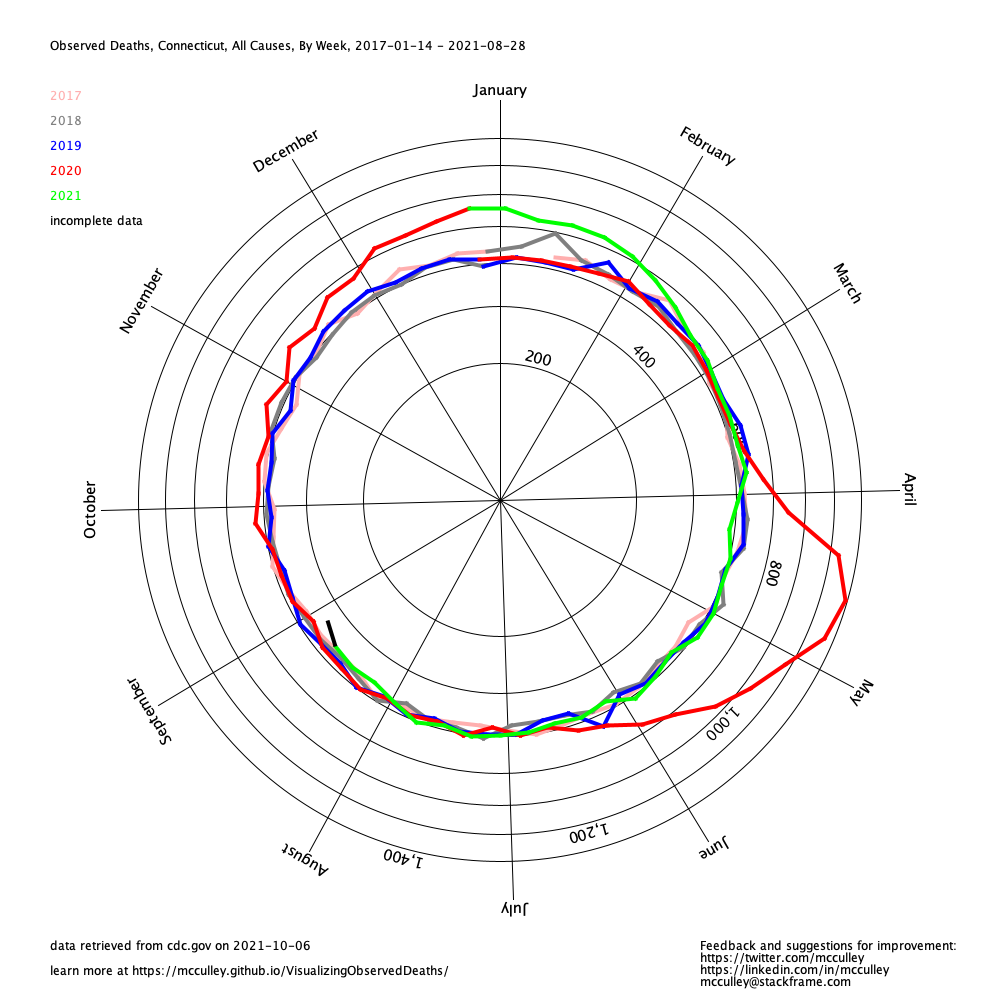 Observed Deaths, Connecticut, All Causes, By Week, 2017-01-14 - 2021-08-28
2017
2018
2019
2020
2021
incomplete data
January
February
March
April
May
June
July
August
September
October
November
December
200
400
800
1,000
1,200
1,400
data retrieved from cdc.gov on 2021-10-06
learn more at https://mcculley.github.io/VisualizingObservedDeaths/
Feedback and suggestions for improvement:
https://twitter.com/mcculley
https://linkedin.com/in/mcculley
mcculley@stackframe.com